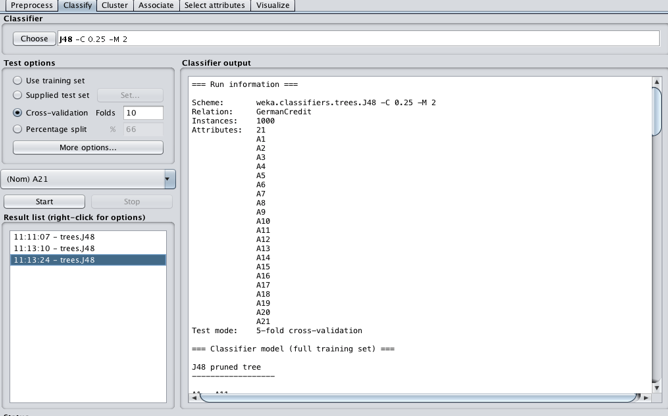 Preprocess Classify Cluster Associate Select attributes Visualize
Classifier
Choose J48 -C 0.25 -M 2
Test options
Use training set
Supplied test set Set...
Cross-validation Folds 10
Percentage split % 66
More options...
(Nom) A21
Start Stop
Result list (right-click for options)
11:11:07 - trees.J48
11:13:10 - trees.J48
11:13:24 - trees.J48
Classifier output
=== Run information ===
Scheme: weka.classifiers.trees.J48 -C 0.25 -M 2
Relation: GermanCredit
Instances: 1000
Attributes: 21
A1
A2
A3
A4
A5
A6
A7
A8
A9
A10
A11
A12
A13
A14
A15
A16
A17
A18
A19
A20
A21
Test mode: 5-fold cross-validation
=== Classifier model (full training set) ===
J48 pruned tree
------------------